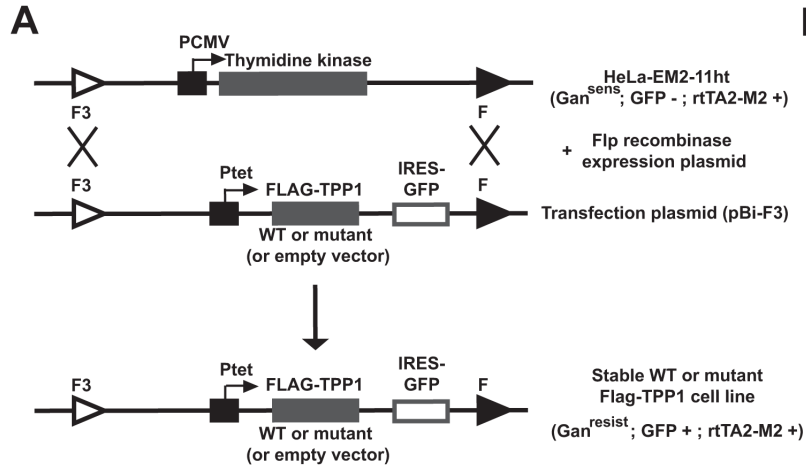 A
PCMV
Thymidine kinase
F3
F
HeLa-EM2-11ht
(Gansens; GFP - ; rtTA2-M2 +)
+ Flp recombinase
expression plasmid
F3
Ptet
FLAG-TPP1
IRES-
GFP
F
WT or mutant
(or empty vector)
Transfection plasmid (pBi-F3)
F3
Ptet
FLAG-TPP1
IRES-
GFP
F
WT or mutant
(or empty vector)
Stable WT or mutant
Flag-TPP1 cell line
(Ganresist; GFP + ; rtTA2-M2 +)